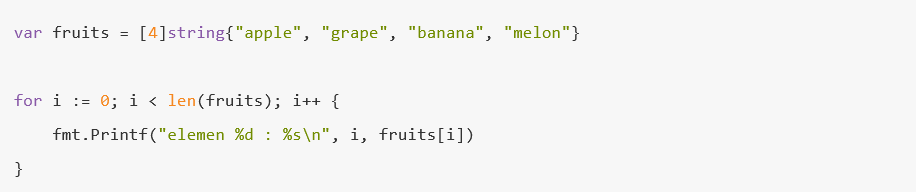 var fruits = [4]string{"apple", "grape", "banana", "melon"}
for i := 0; i < len(fruits); i++ {
    fmt.Printf("elemen %d : %s\n", i, fruits[i])
}